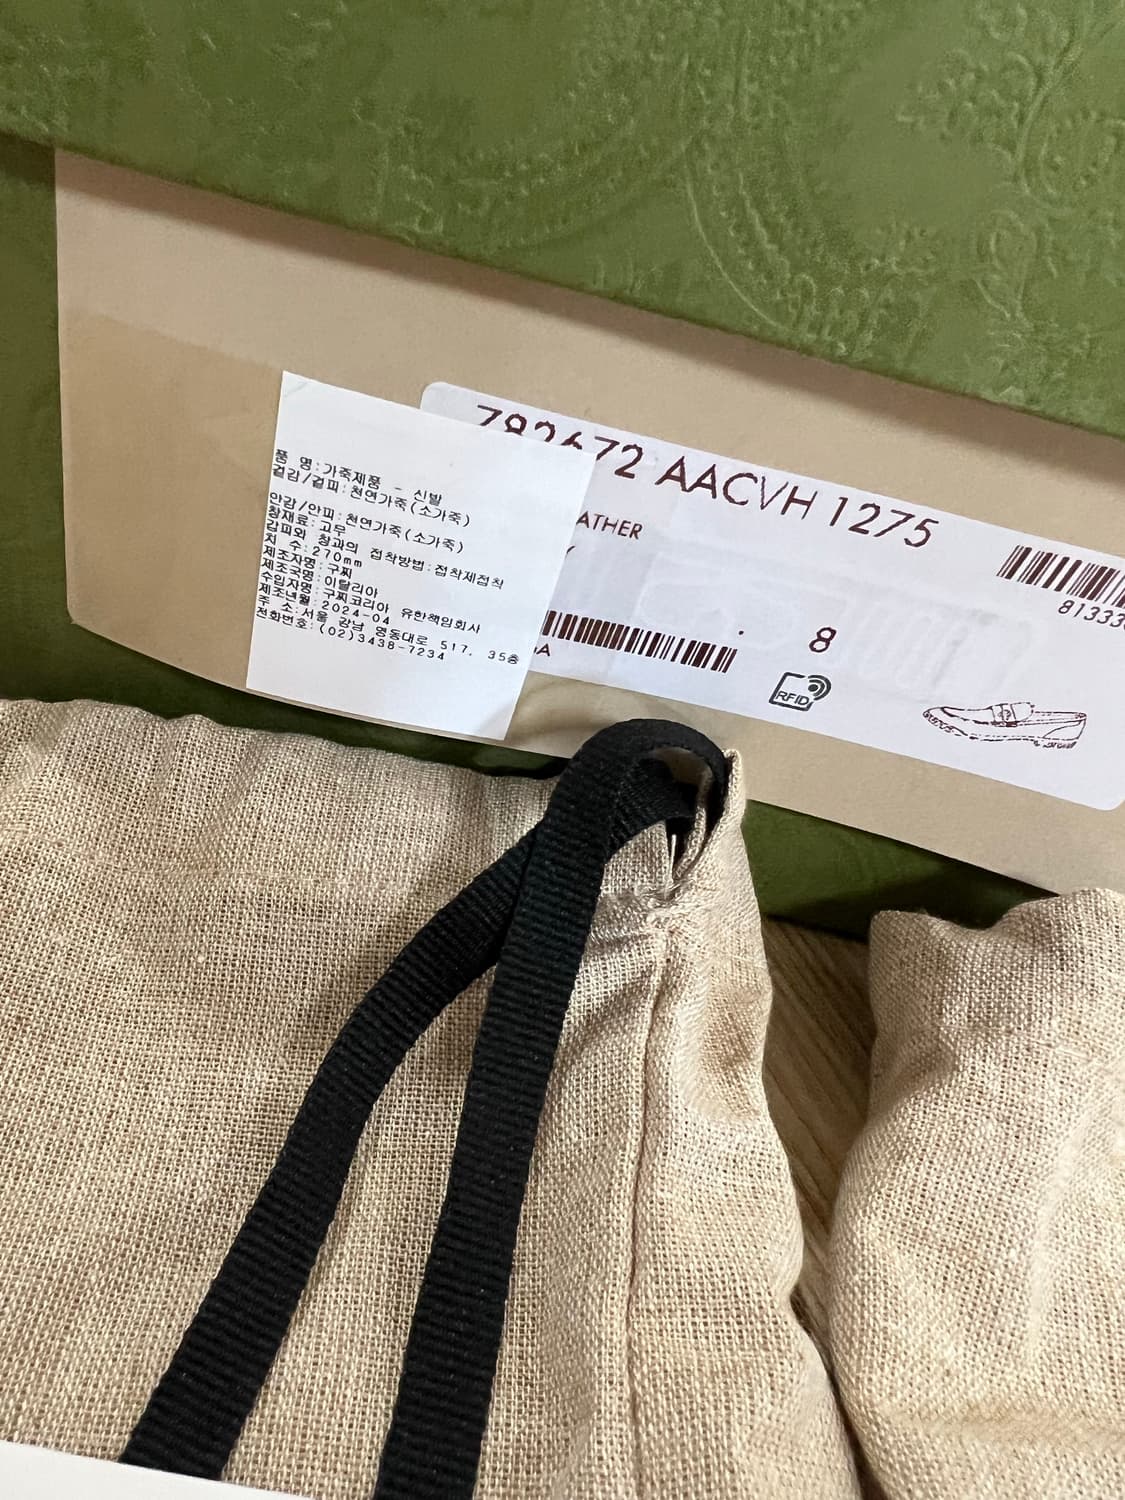 품 명:가죽제품 - 신발
겉감/겉피:천연가죽(소가죽)
안감/안피:천연가죽(소가죽)
창재료:고무
갑피와 창과의 접착방법:접착제접착
치 수:270mm
제조자명:구찌
제조국명:이탈리아
수입자명:구찌코리아 유한책임회사
제조년월:2024-04
주 소:서울 강남 영동대로 517, 35층
전화번호:(02)3438-7234
782672 AACVH 1275
ATHER
81333
8
A
RFID